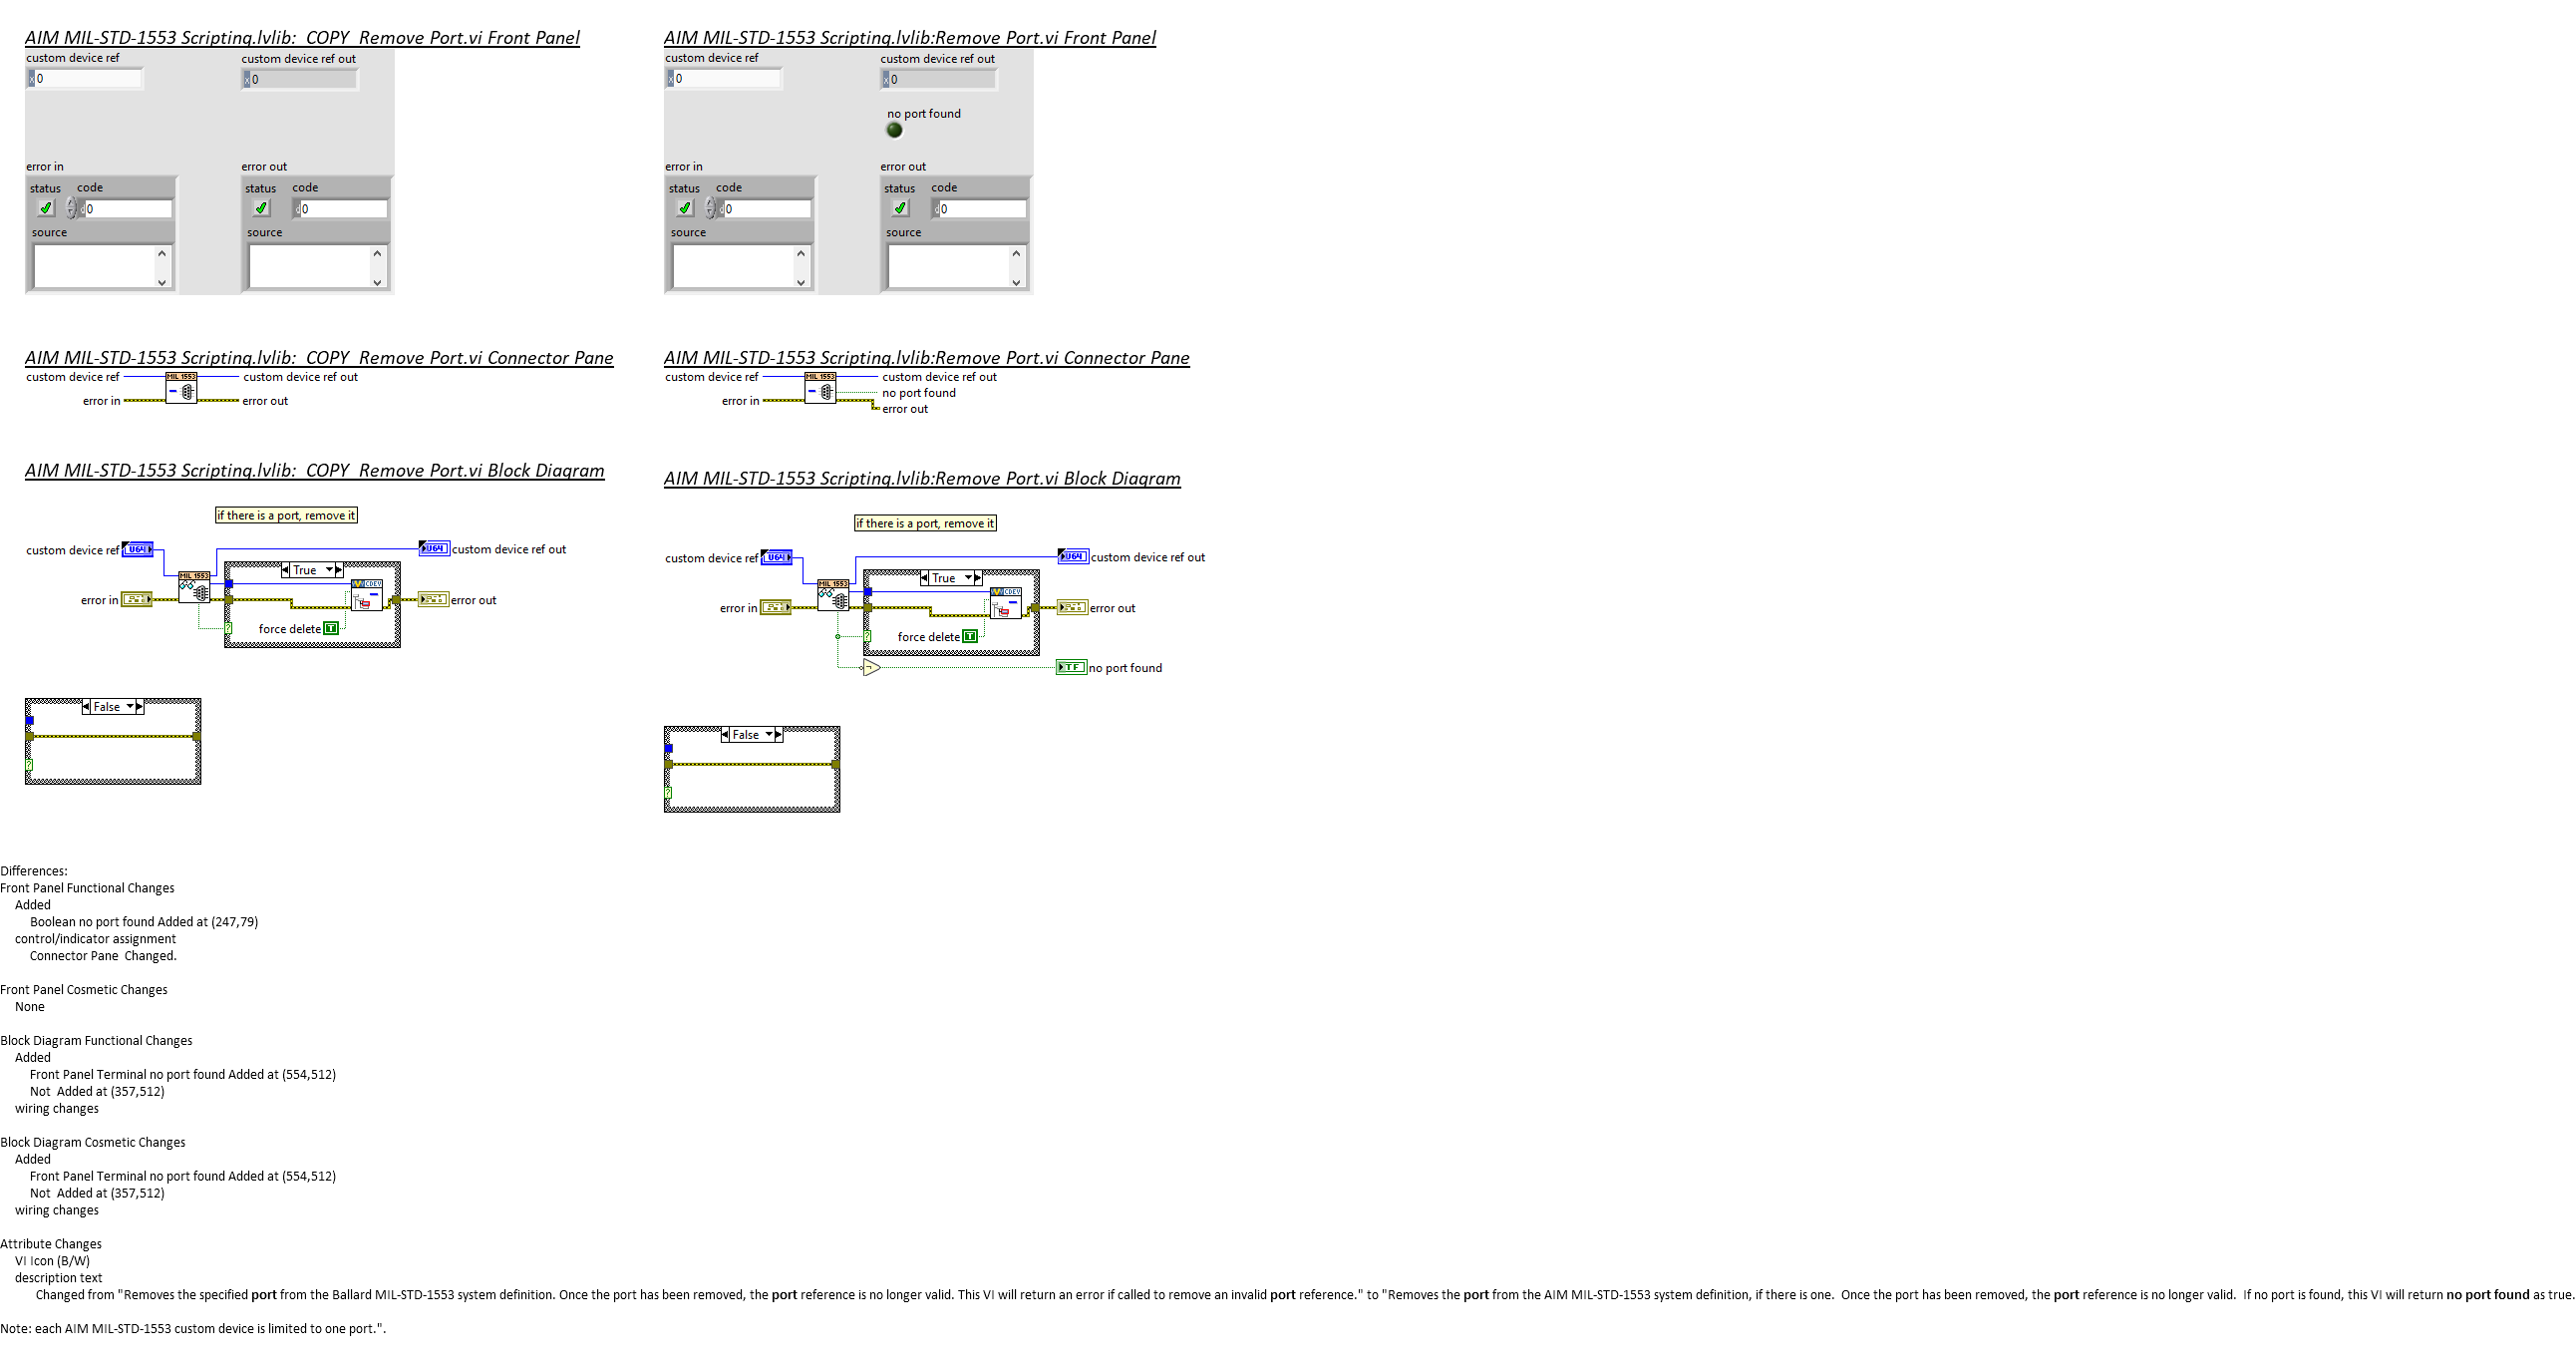 AIM MIL-STD-1553 Scripting.lvlib:  COPY  Remove Port.vi Front Panel
custom device ref
custom device ref out
x 0
x 0
error in
error out
status code
status code
d 0
d 0
source
source
AIM MIL-STD-1553 Scripting.lvlib:Remove Port.vi Front Panel
custom device ref
custom device ref out
x 0
x 0
no port found
error in
error out
status code
status code
d 0
d 0
source
source
AIM MIL-STD-1553 Scripting.lvlib:  COPY  Remove Port.vi Connector Pane
custom device ref
MIL 1553
custom device ref out
error in
error out
AIM MIL-STD-1553 Scripting.lvlib:Remove Port.vi Connector Pane
custom device ref
MIL 1553
custom device ref out
no port found
error in
error out
AIM MIL-STD-1553 Scripting.lvlib:  COPY  Remove Port.vi Block Diagram
if there is a port, remove it
custom device ref
U64
U64
custom device ref out
MIL 1553
True
CDEV
error in
error out
?
force delete
T
False
?
AIM MIL-STD-1553 Scripting.lvlib:Remove Port.vi Block Diagram
if there is a port, remove it
custom device ref
U64
U64
custom device ref out
MIL 1553
True
CDEV
error in
error out
?
force delete
T
TF
no port found
False
?
Differences:
Front Panel Functional Changes
Added
Boolean no port found Added at (247,79)
control/indicator assignment
Connector Pane  Changed.
Front Panel Cosmetic Changes
None
Block Diagram Functional Changes
Added
Front Panel Terminal no port found Added at (554,512)
Not  Added at (357,512)
wiring changes
Block Diagram Cosmetic Changes
Added
Front Panel Terminal no port found Added at (554,512)
Not  Added at (357,512)
wiring changes
Attribute Changes
VI Icon (B/W)
description text
Changed from "Removes the specified port from the Ballard MIL-STD-1553 system definition. Once the port has been removed, the port reference is no longer valid. This VI will return an error if called to remove an invalid port reference." to "Removes the port from the AIM MIL-STD-1553 system definition, if there is one.  Once the port has been removed, the port reference is no longer valid.  If no port is found, this VI will return no port found as true.
Note: each AIM MIL-STD-1553 custom device is limited to one port.".